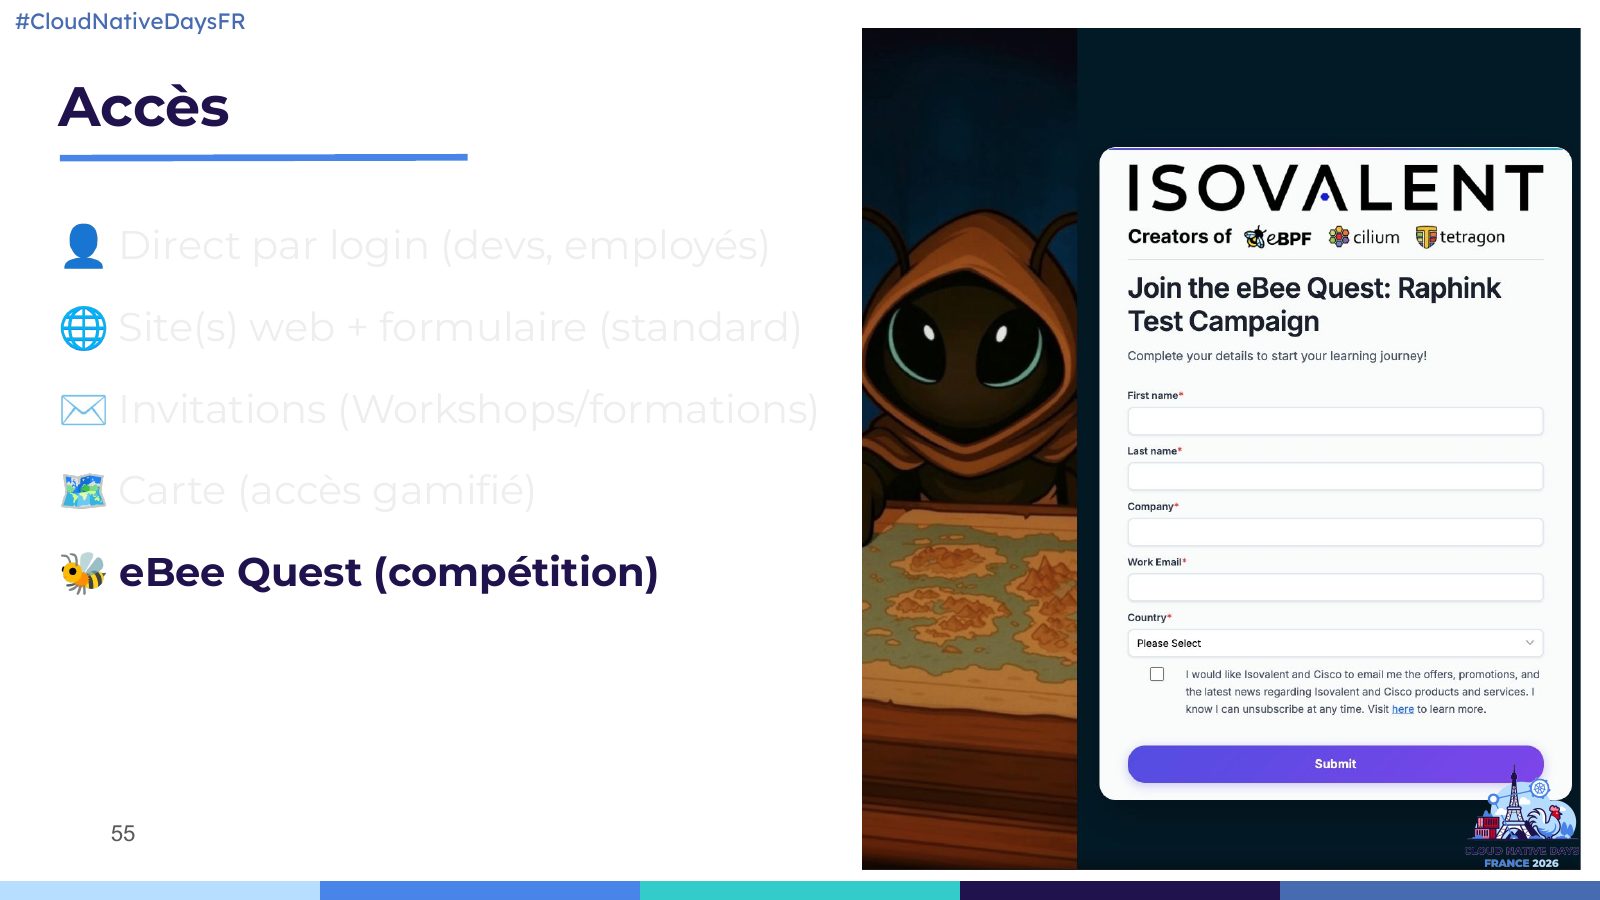 #CloudNativeDaysFR
Accès
👤 Direct par login (devs, employés)
🌐 Site(s) web + formulaire (standard)
✉️ Invitations (Workshops/formations)
🗺️ Carte (accès gamifié)
🐝 eBee Quest (compétition)
55
ISOVALENT
Creators of eBPF cilium tetragon
Join the eBee Quest: Raphink
Test Campaign
Complete your details to start your learning journey!
First name*
Last name*
Company*
Work Email*
Country*
Please Select
I would like Isovalent and Cisco to email me the offers, promotions, and
the latest news regarding Isovalent and Cisco products and services. I
know I can unsubscribe at any time. Visit here to learn more.
Submit
CLOUD NATIVE DAYS
FRANCE 2026